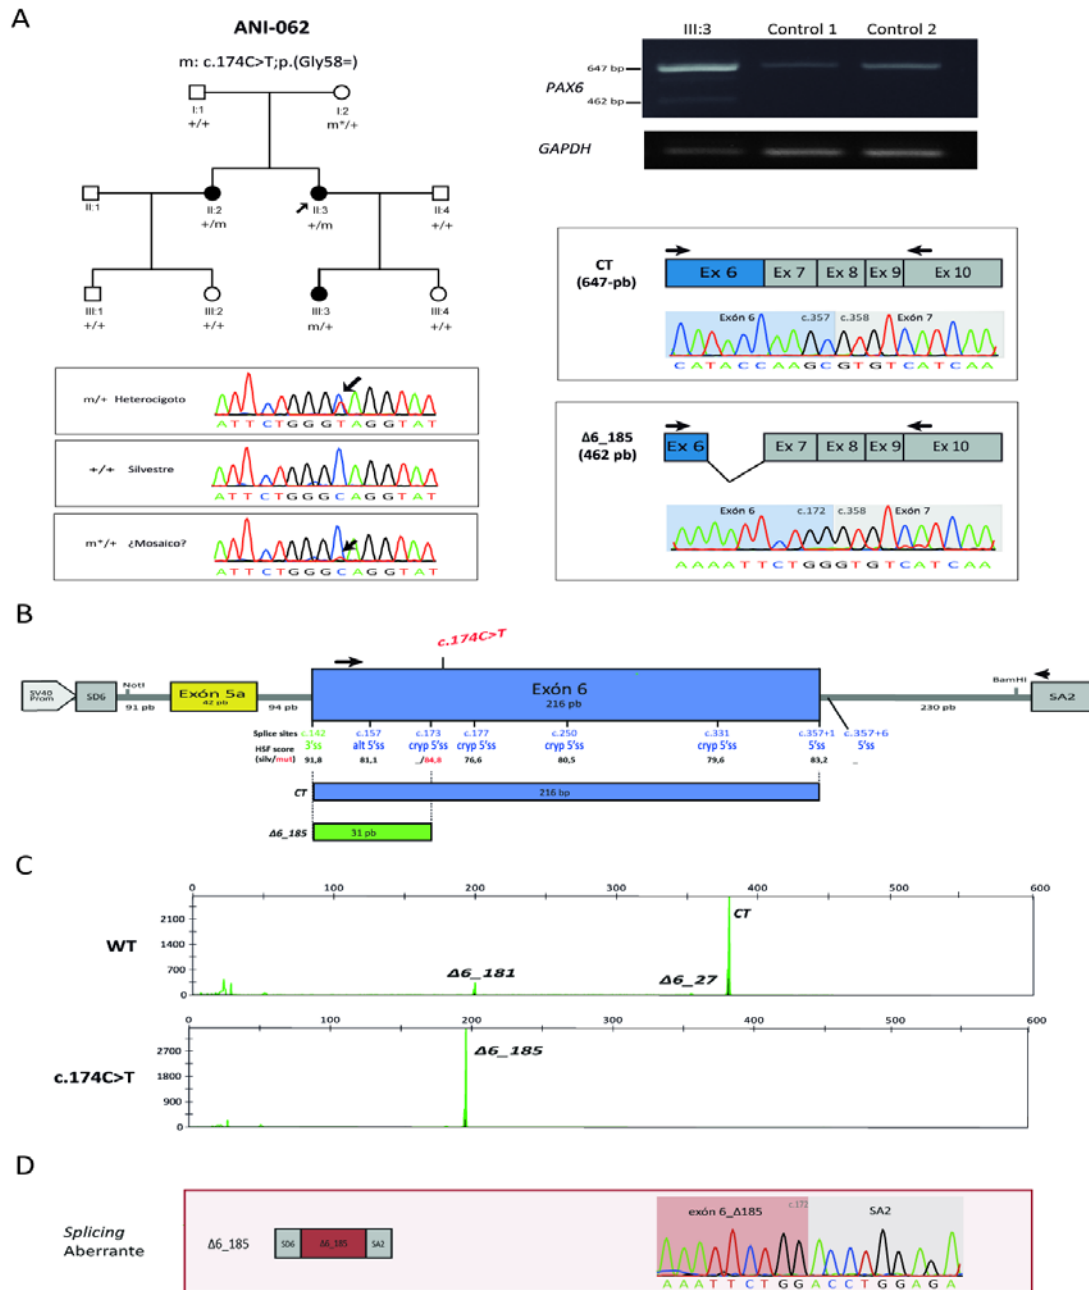 A
ANI-062
m: c.174C>T;p.(Gly58=)
I:1
+/+
I:2
m*/+
II:1
II:2
+/m
II:3
+/m
II:4
+/+
III:1
+/+
III:2
+/+
III:3
m/+
III:4
+/+
m/+ Heterocigoto
A T T C T G G G T A G G T A T
+/+ Silvestre
A T T C T G G G C A G G T A T
m*/+ ¿Mosaico?
A T T C T G G G C A G G T A T
III:3 Control 1 Control 2
647 bp
PAX6
462 bp
GAPDH
CT
(647-pb)
Ex 6 Ex 7 Ex 8 Ex 9 Ex 10
Exón 6 c.357 c.358 Exón 7
C A T A C C A A G C G T G T C A T C A A
Δ6_185
(462 pb)
Ex 6 Ex 7 Ex 8 Ex 9 Ex 10
Exón 6 c.172 c.358 Exón 7
A A A A T T C T G G G T G T C A T C A A
B
c.174C>T
SV40
Prom
SD6
NotI
91 pb
Exón 5a
42 pb
94 pb
Exón 6
216 pb
BamHI
230 pb
SA2
Splice sites c.142 c.157 c.173 c.177 c.250 c.331 c.357+1 c.357+6
3'ss alt 5'ss cryp 5'ss cryp 5'ss cryp 5'ss cryp 5'ss 5'ss 5'ss
HSF score
(silv/mut) 91,8 81,1 _/84,8 76,6 80,5 79,6 83,2 _
CT 216 bp
Δ6_185 31 pb
C
0 100 200 300 400 500 600
2100
1400
700
0
WT
Δ6_181
Δ6_27
CT
0 100 200 300 400 500 600
2700
1800
900
0
c.174C>T
Δ6_185
D
Splicing
Aberrante
Δ6_185
SD6 Δ6_185 SA2
exón 6_Δ185 c.172 SA2
A A A T T C T G G A C C T G G A G A